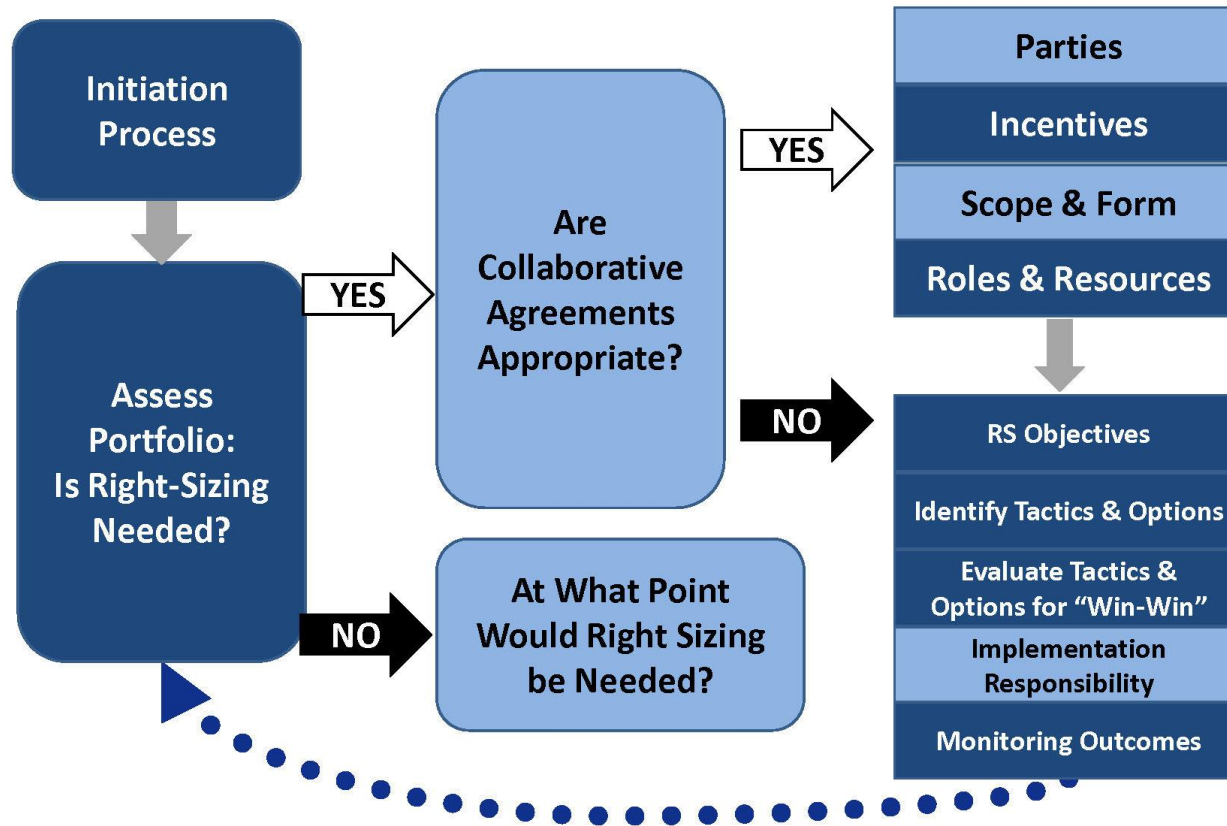 Initiation
Process
Assess
Portfolio:
Is Right-Sizing
Needed?
YES
NO
Are
Collaborative
Agreements
Appropriate?
At What Point
Would Right Sizing
be Needed?
YES
NO
Parties
Incentives
Scope & Form
Roles & Resources
RS Objectives
Identify Tactics & Options
Evaluate Tactics &
Options for “Win-Win”
Implementation
Responsibility
Monitoring Outcomes